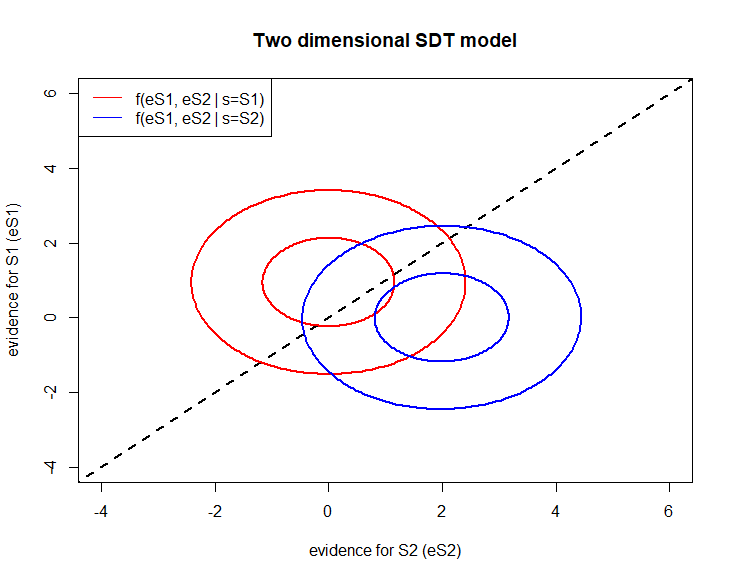 Two dimensional SDT model
f(eS1, eS2 | s=S1)
f(eS1, eS2 | s=S2)
evidence for S1 (eS1)
6
4
2
0
-2
-4
-4 -2 0 2 4 6
evidence for S2 (eS2)